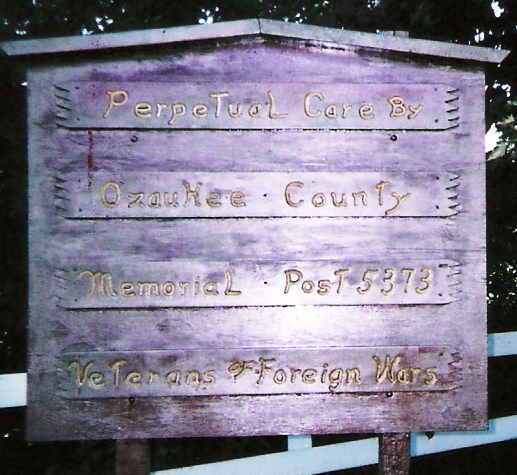 PerpeTuaL Care By
OzauKee County
MemoriaL PosT 5373
VeTerans of Foreign Wars